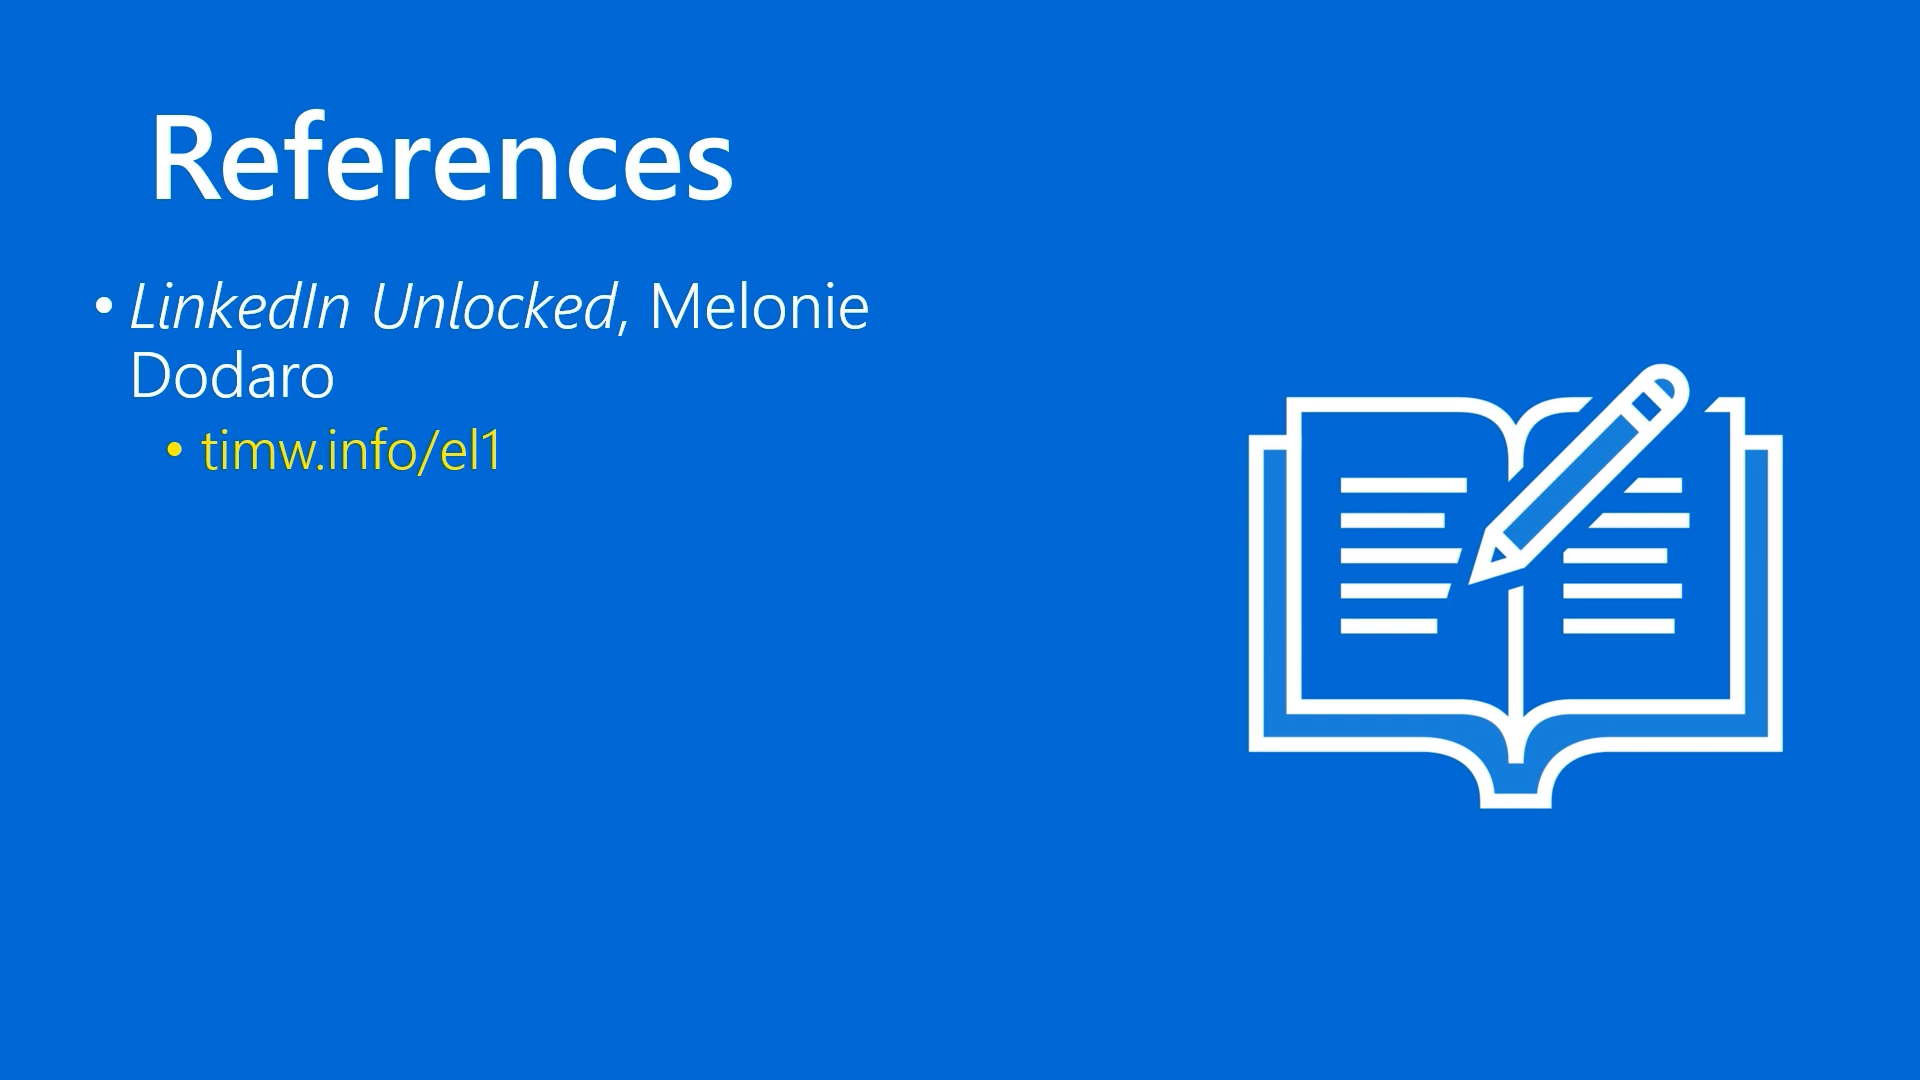 References
• LinkedIn Unlocked, Melonie
Dodaro
• timw.info/el1